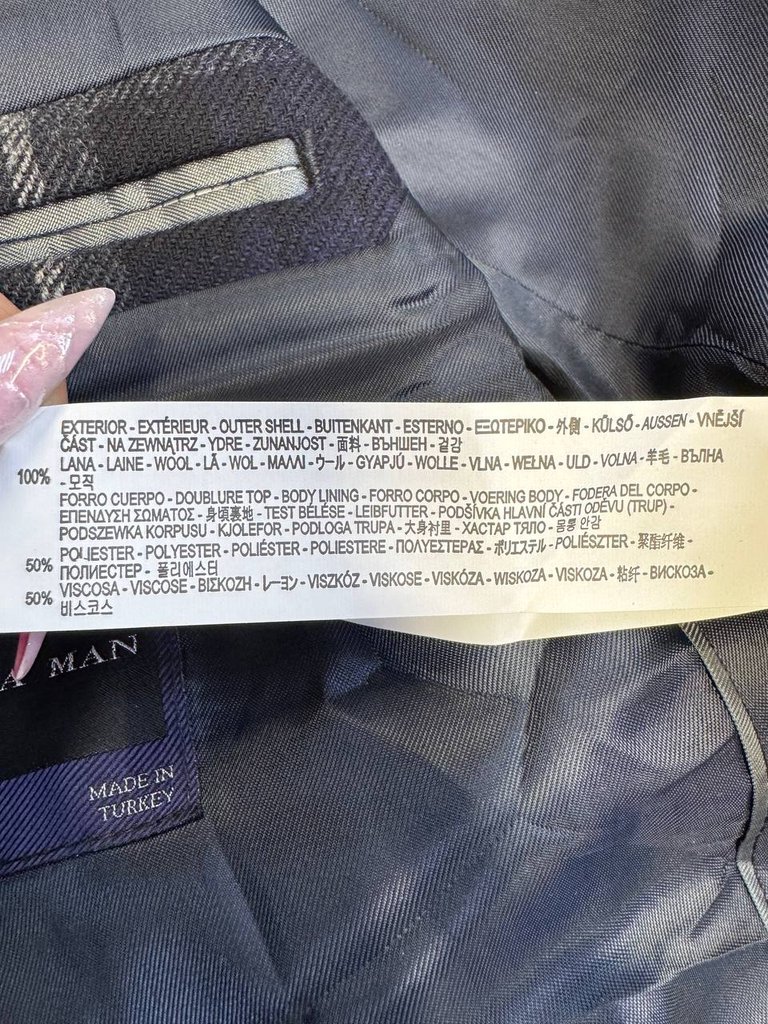 EXTERIOR - EXTÉRIEUR - OUTER SHELL - BUITENKANT - ESTERNO - ΕΞΩΤΕΡΙΚΟ - 外側 - KÜLSŐ - AUSSEN - VNĚJŠÍ
ČÁST - NA ZEWNĄTRZ - YDRE - ZUNANJOST - 面料 - ВЪНШЕН - 겉감
100% LANA - LAINE - WOOL - LÃ - WOL - ΜΑΛΛΙ - ウール - GYAPJÚ - WOLLE - VLNA - WEŁNA - ULD - VOLNA - 羊毛 - ВЪЛНА
- 모직
FORRO CUERPO - DOUBLURE TOP - BODY LINING - FORRO CORPO - VOERING BODY - FODERA DEL CORPO -
ΕΠΕΝΔΥΣΗ ΣΩΜΑΤΟΣ - 身頃裏地 - TEST BÉLÉSE - LEIBFUTTER - PODŠÍVKA HLAVNÍ ČÁSTI ODĚVU (TRUP) -
PODSZEWKA KORPUSU - KJOLEFOR - PODLOGA TRUPA - 大身衬里 - ХАСТАР ТЯЛО - 몸통 안감
50% POLIESTER - POLYESTER - POLIÉSTER - POLIESTERE - ΠΟΛΥΕΣΤΕΡΑΣ - ポリエステル - POLIÉSZTER - 聚酯纤维 -
ПОЛИЕСТЕР - 폴리에스터
50% VISCOSA - VISCOSE - ΒΙΣΚΟΖΗ - レーヨン - VISZKÓZ - VISKOSE - VISKÓZA - WISKOZA - VISKOZA - 粘纤 - ВИСКОЗА -
비스코스
A MAN
MADE IN
TURKEY